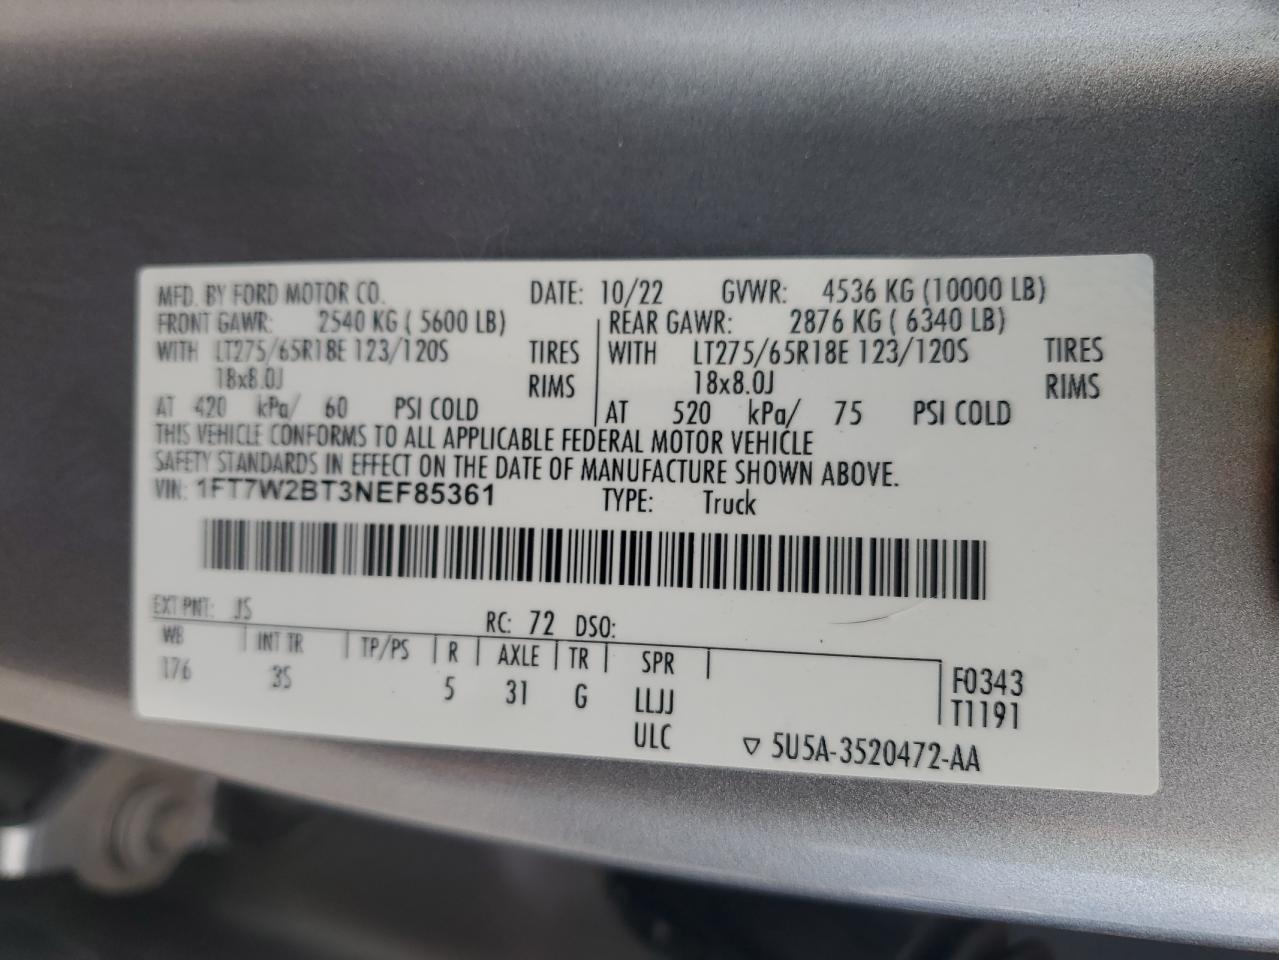 MFD. BY FORD MOTOR CO. DATE: 10/22 GVWR: 4536 KG (10000 LB)
FRONT GAWR: 2540 KG ( 5600 LB) REAR GAWR: 2876 KG ( 6340 LB)
WITH LT275/65R18E 123/120S TIRES WITH LT275/65R18E 123/120S TIRES
18x8.0J RIMS 18x8.0J RIMS
AT 420 kPa/ 60 PSI COLD AT 520 kPa/ 75 PSI COLD
THIS VEHICLE CONFORMS TO ALL APPLICABLE FEDERAL MOTOR VEHICLE
SAFETY STANDARDS IN EFFECT ON THE DATE OF MANUFACTURE SHOWN ABOVE.
VIN: 1FT7W2BT3NEF85361 TYPE: Truck
EXT PNT: JS RC: 72 DSO:
WB INT TR TP/PS R AXLE TR SPR
176 3S 5 31 G LLJJ
ULC
F0343
T1191
▽ 5U5A-3520472-AA